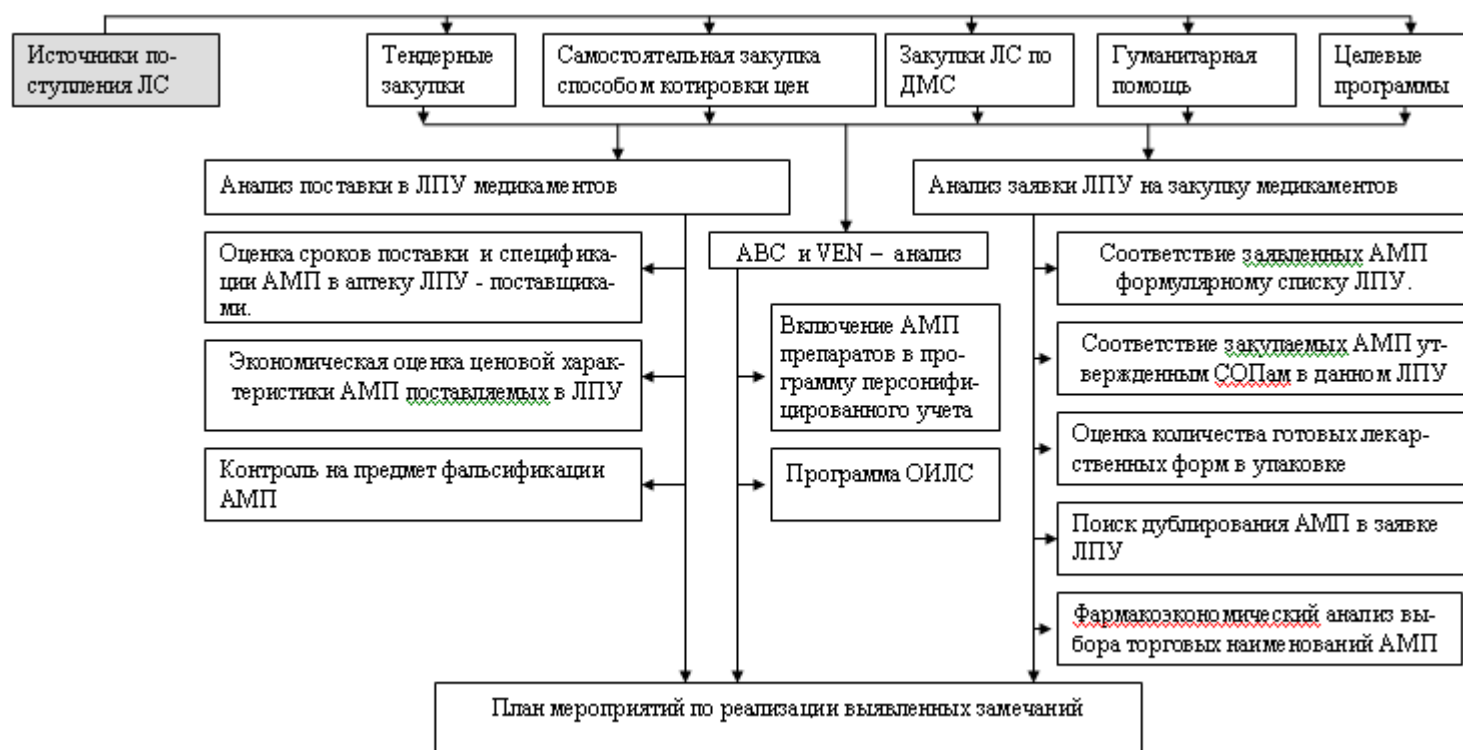 Источники по-
ступления ЛС
Тендерные
закупки
Самостоятельная закупка
способом котировки цен
Закупки ЛС по
ДМС
Гуманитарная
помощь
Целевые
программы
Анализ поставки в ЛПУ медикаментов
Анализ заявки ЛПУ на закупку медикаментов
Оценка сроков поставки и специфика-
ции АМП в аптеку ЛПУ - поставщика-
ми.
Экономическая оценка ценовой харак-
теристики АМП поставляемых в ЛПУ
Контроль на предмет фальсификации
АМП
ABC и VEN – анализ
Включение АМП
препаратов в про-
грамму персонифи-
цированного учета
Программа ОИЛС
Соответствие заявленных АМП
формулярному списку ЛПУ.
Соответствие закупаемых АМП ут-
вержденным СОПам в данном ЛПУ
Оценка количества готовых лекар-
ственных форм в упаковке
Поиск дублирования АМП в заявке
ЛПУ
Фармакоэкономический анализ вы-
бора торговых наименований АМП
План мероприятий по реализации выявленных замечаний